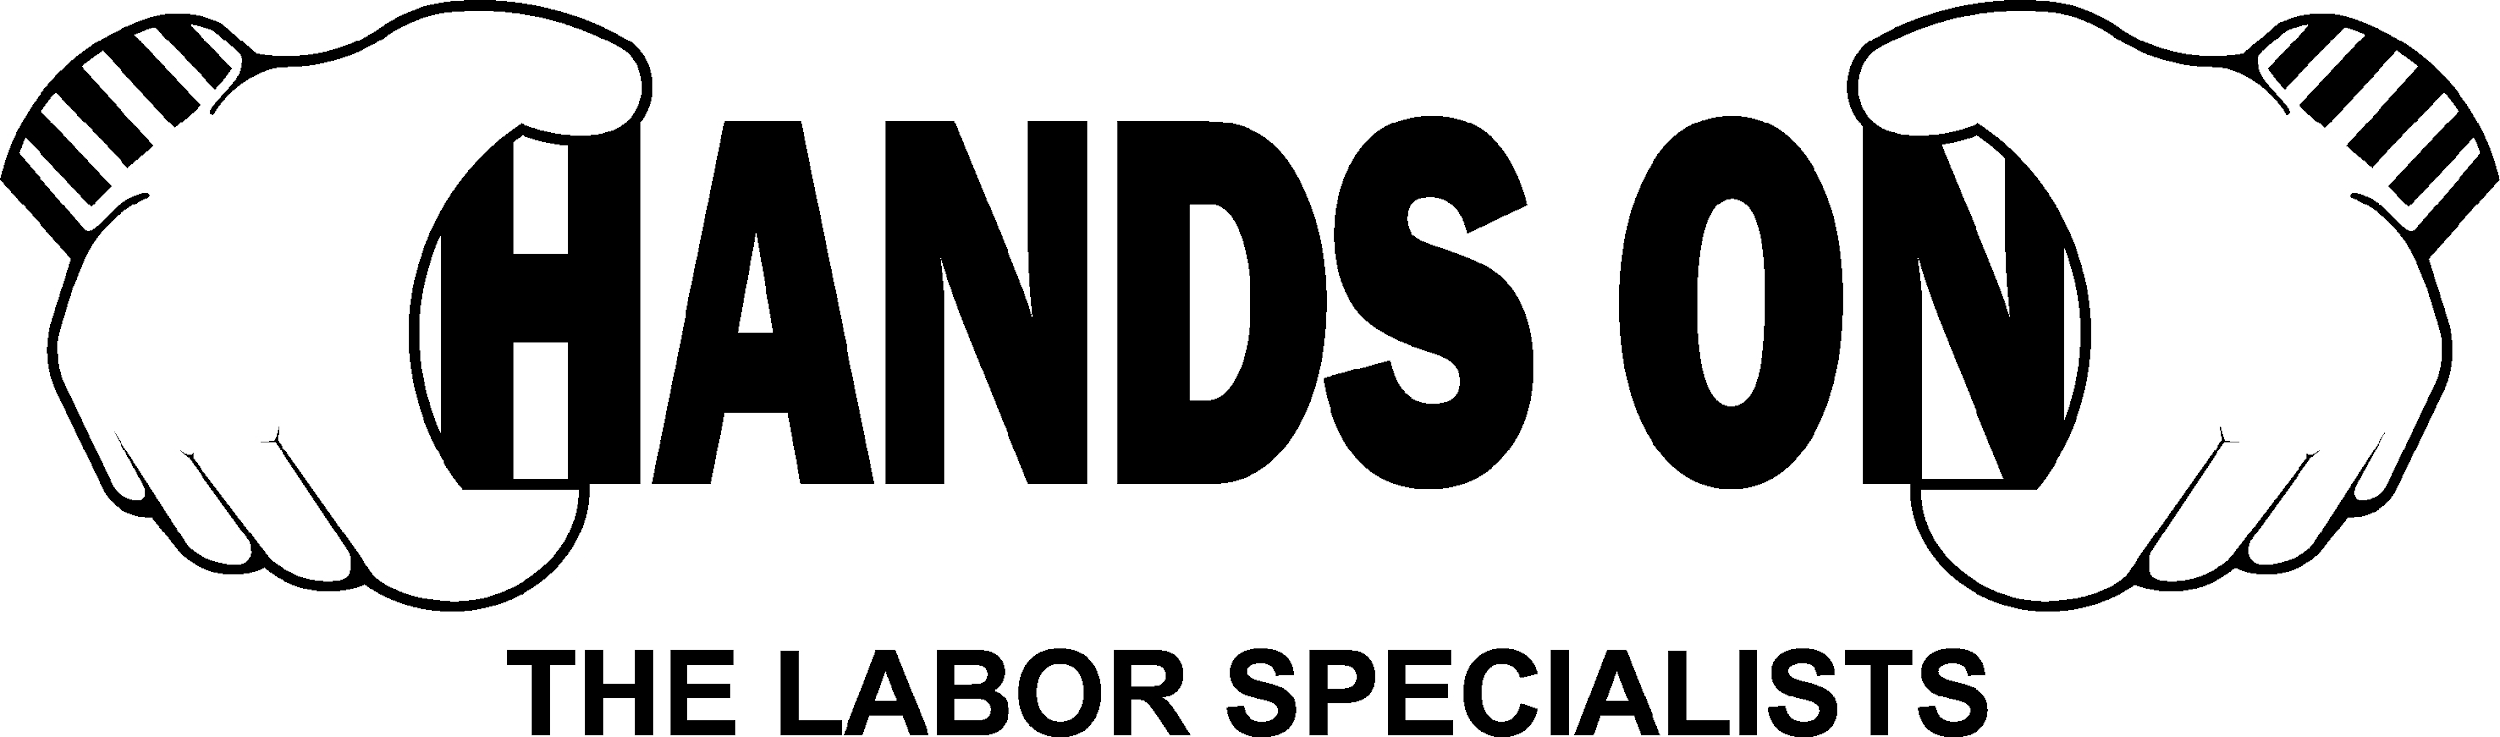 HANDS ON
THE LABOR SPECIALISTS